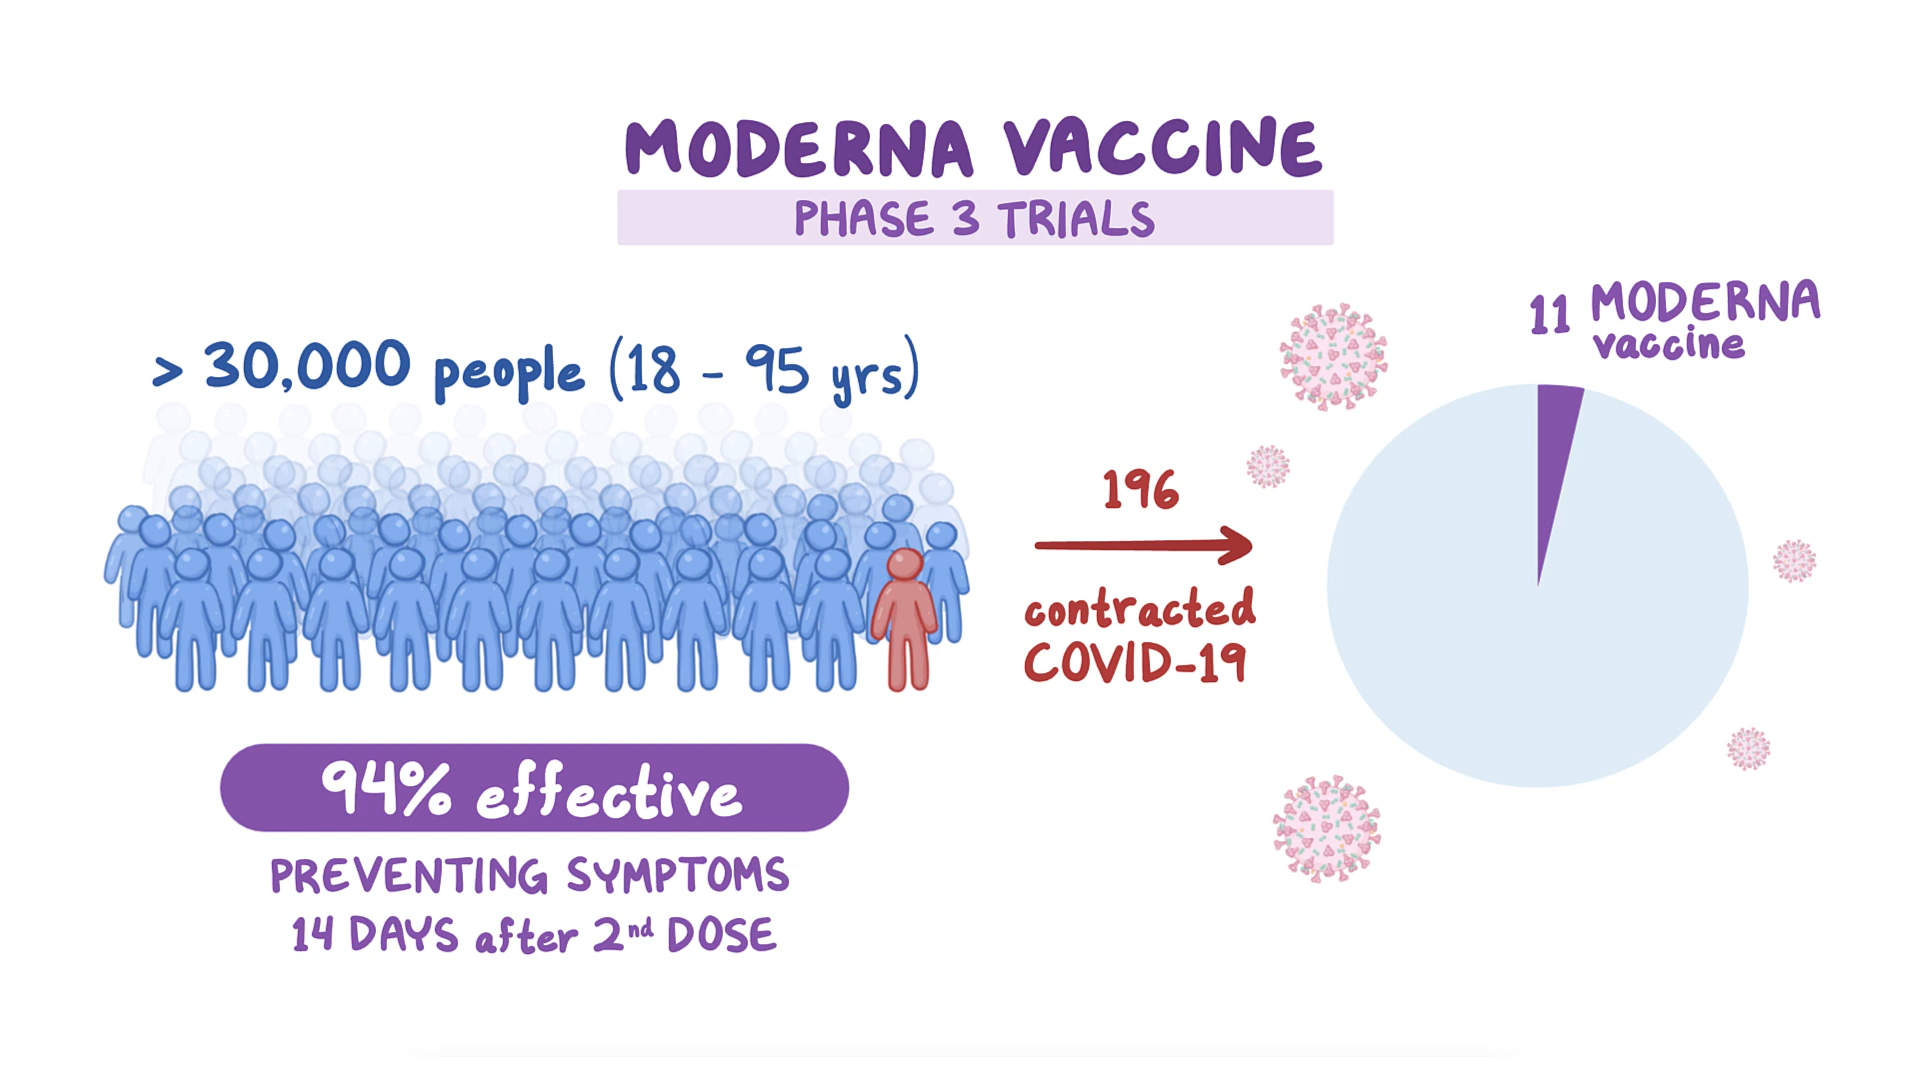 MODERNA VACCINE
PHASE 3 TRIALS
> 30,000 people (18 - 95 yrs)
196
contracted
COVID-19
11 MODERNA
vaccine
94% effective
PREVENTING SYMPTOMS
14 DAYS after 2nd DOSE